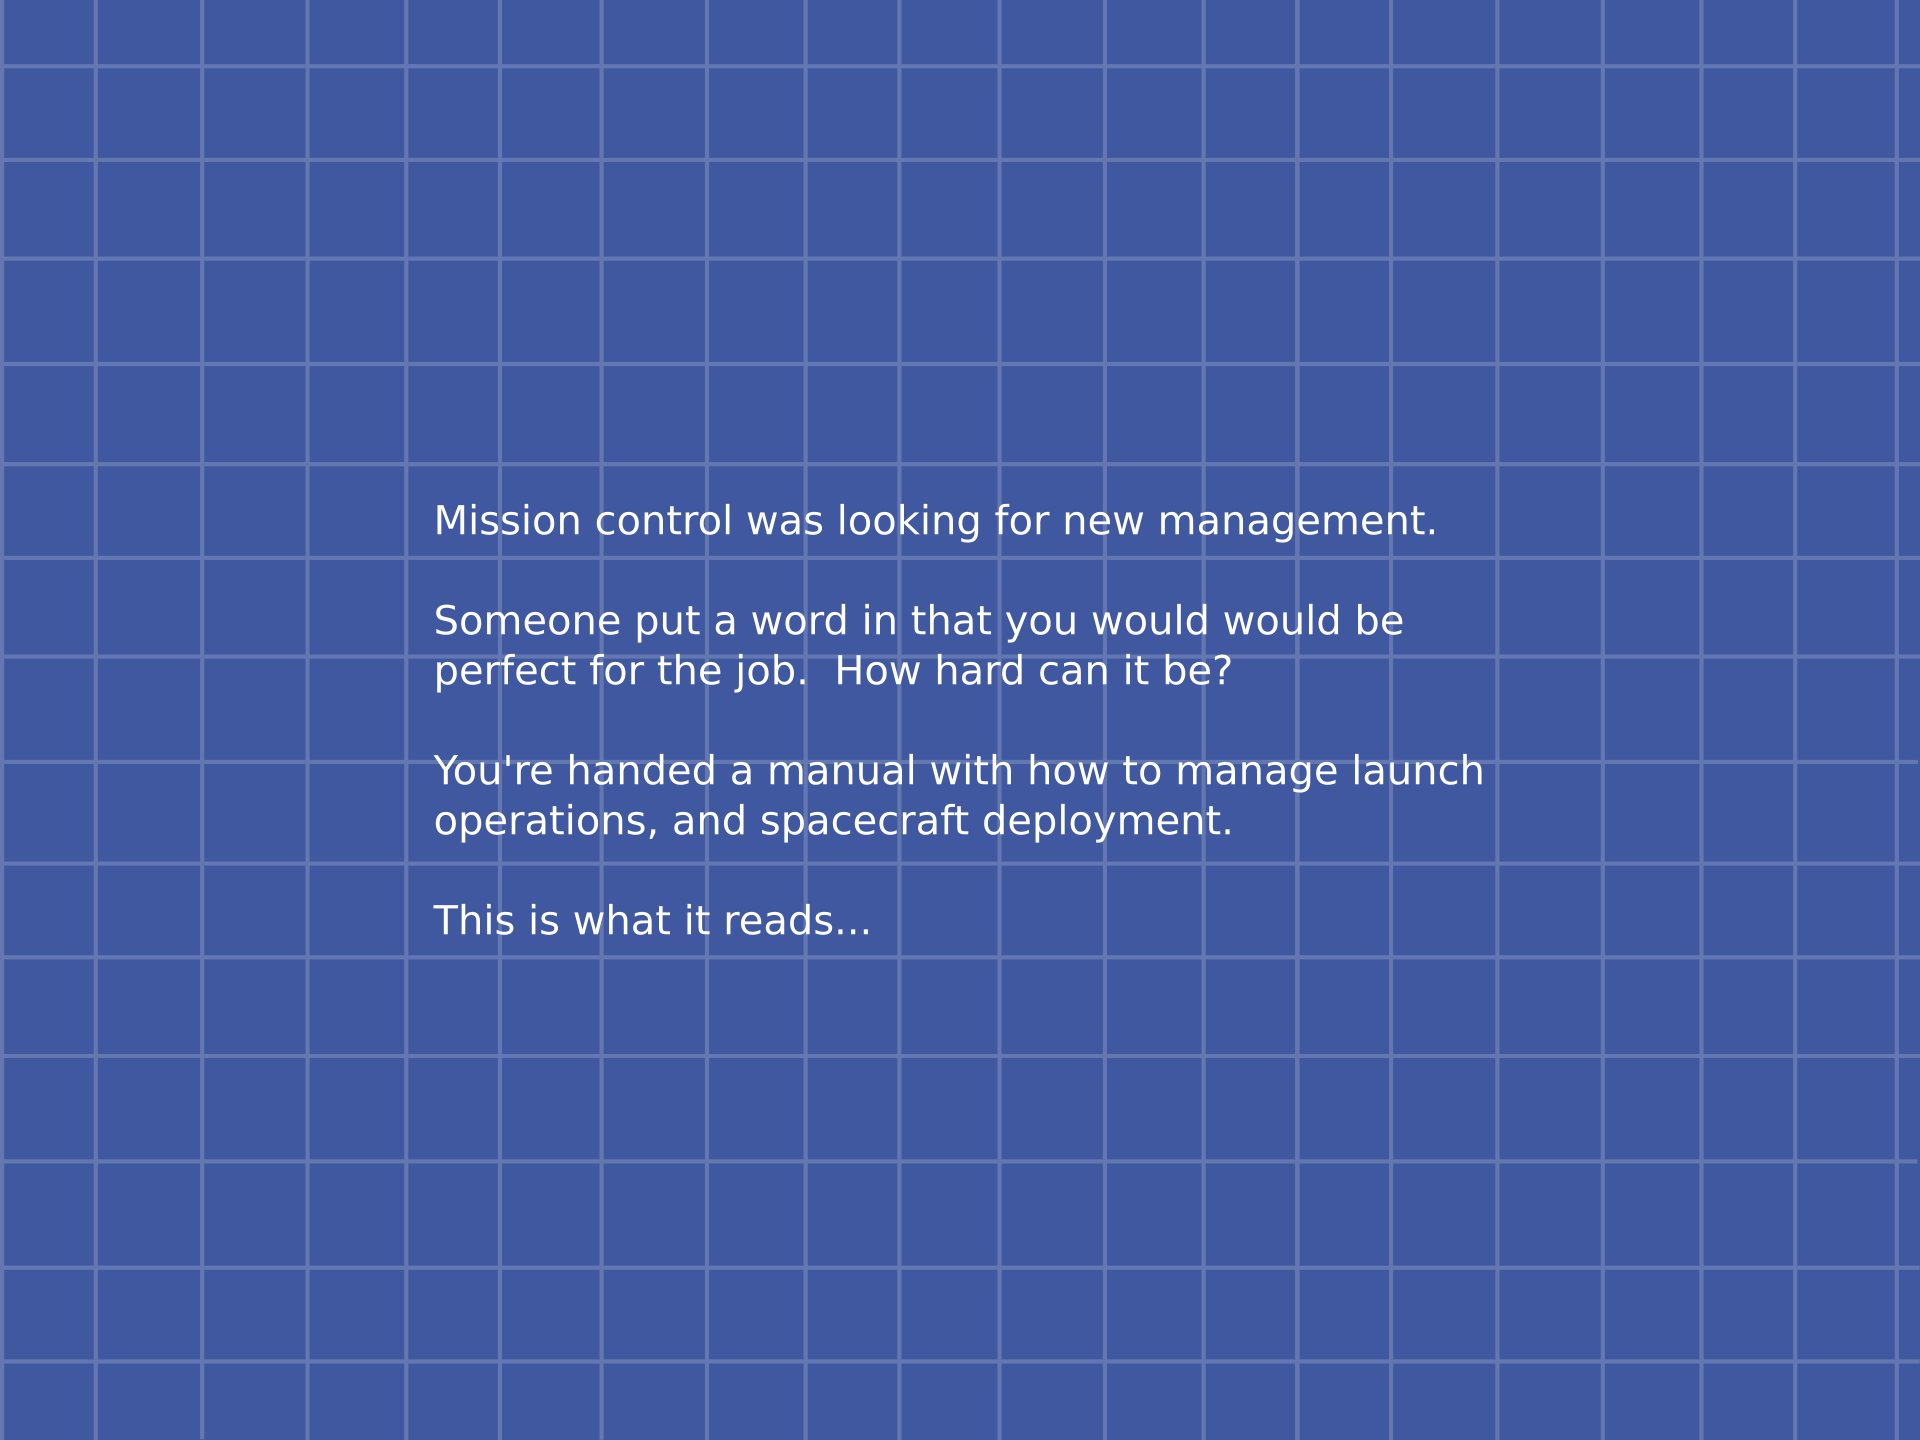 Mission control was looking for new management.
Someone put a word in that you would would be
perfect for the job.  How hard can it be?
You're handed a manual with how to manage launch
operations, and spacecraft deployment.
This is what it reads...